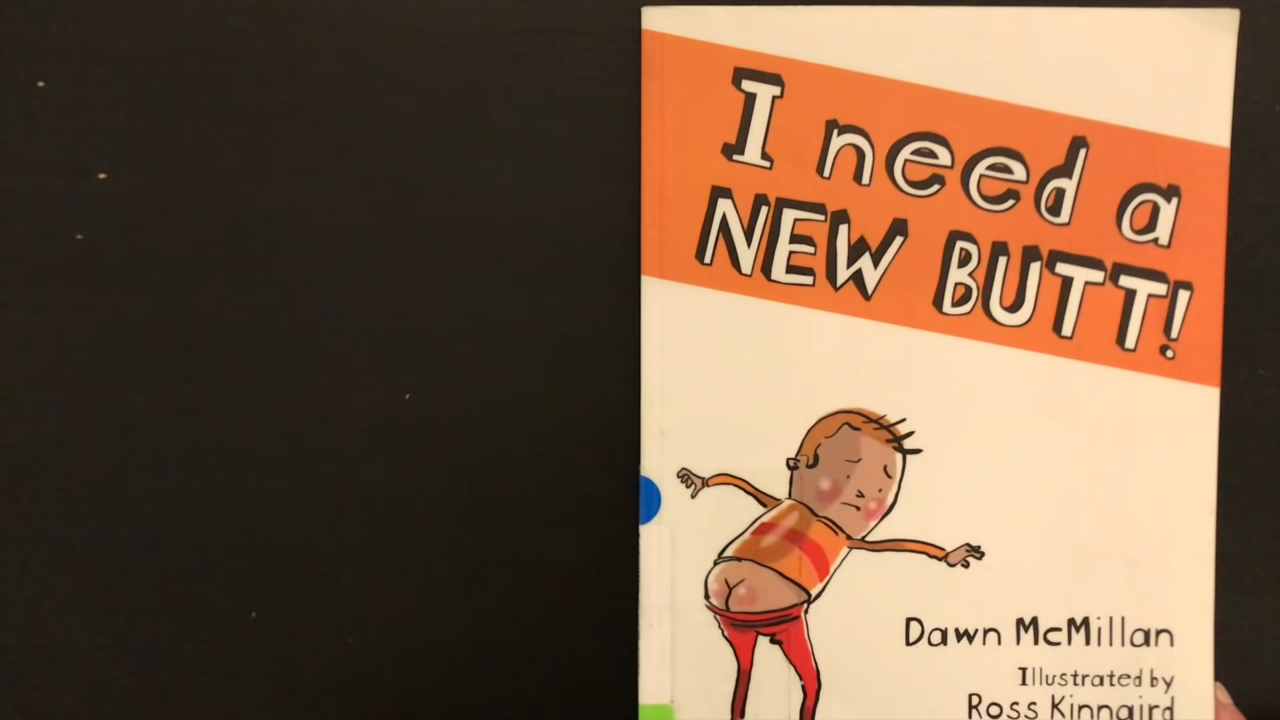 I need a
NEW BUTT!
Dawn McMillan
Illustrated by
Ross Kinnaird